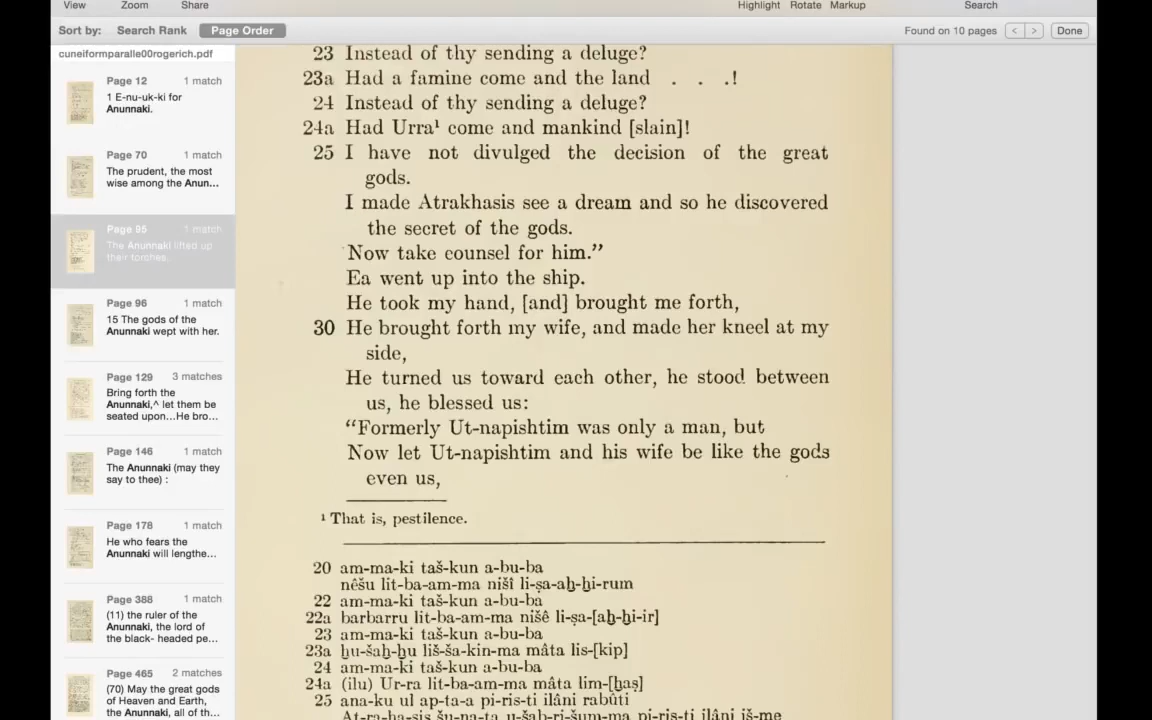 View Zoom Share Highlight Rotate Markup Search
Sort by: Search Rank Page Order Found on 10 pages < > Done
cuneiformparalle00rogerich.pdf
Page 12 1 match
1 E-nu-uk-ki for
Anunnaki.
Page 70 1 match
The prudent, the most
wise among the Anun...
Page 95 1 match
The Anunnaki lifted up
their torches.
Page 96 1 match
15 The gods of the
Anunnaki wept with her.
Page 129 3 matches
Bring forth the
Anunnaki,^ let them be
seated upon...He bro...
Page 146 1 match
The Anunnaki (may they
say to thee) :
Page 178 1 match
He who fears the
Anunnaki will lengthe...
Page 388 1 match
(11) the ruler of the
Anunnaki, the lord of
the black- headed pe...
Page 465 2 matches
(70) May the great gods
of Heaven and Earth,
the Anunnaki, all of th...
23 Instead of thy sending a deluge?
23a Had a famine come and the land . . .!
24 Instead of thy sending a deluge?
24a Had Urra¹ come and mankind [slain]!
25 I have not divulged the decision of the great
gods.
I made Atrakhasis see a dream and so he discovered
the secret of the gods.
Now take counsel for him.”
Ea went up into the ship.
He took my hand, [and] brought me forth,
30 He brought forth my wife, and made her kneel at my
side,
He turned us toward each other, he stood between
us, he blessed us:
“Formerly Ut-napishtim was only a man, but
Now let Ut-napishtim and his wife be like the gods
even us,
¹ That is, pestilence.
20 am-ma-ki taš-kun a-bu-ba
nêšu lit-ba-am-ma nišî li-ṣa-aḫ-ḫi-rum
22 am-ma-ki taš-kun a-bu-ba
22a barbarru lit-ba-am-ma nišê li-ṣa-[aḫ-ḫi-ir]
23 am-ma-ki taš-kun a-bu-ba
23a ḫu-šaḫ-ḫu liš-ša-kin-ma mâta lis-[kip]
24 am-ma-ki taš-kun a-bu-ba
24a (ilu) Ur-ra lit-ba-am-ma mâta lim-[ḫaṣ]
25 ana-ku ul ap-ta-a pi-ris-ti ilâni rabûti
At-ra-ḫa-sis šu-na-ta u-šab-ri-šum-ma pi-ris-ti ilâni iš-me